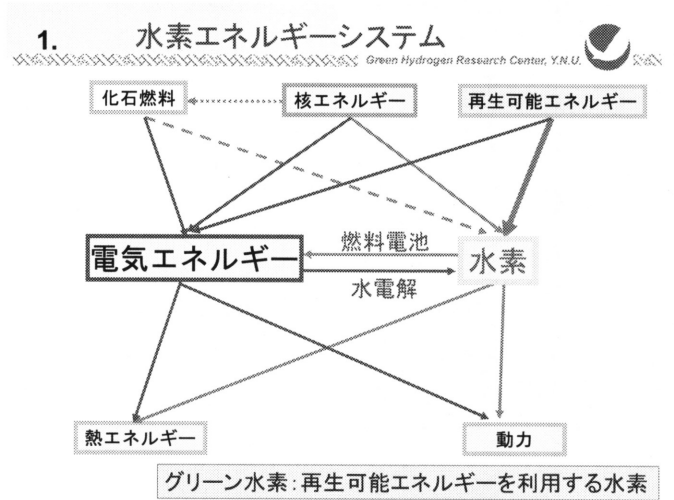 1. 水素エネルギーシステム
Green Hydrogen Research Center, Y.N.U.
化石燃料 核エネルギー 再生可能エネルギー
燃料電池
電気エネルギー 水素
水電解
熱エネルギー 動力
グリーン水素:再生可能エネルギーを利用する水素